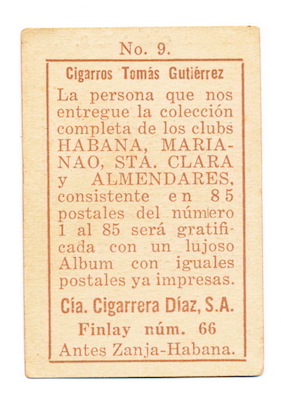 No. 9.
Cigarros Tomás Gutiérrez
La persona que nos
entregue la colección
completa de los clubs
HABANA, MARIA-
NAO, STA. CLARA
y ALMENDARES,
consistente en 85
postales del número
1 al 85 será gratifi-
cada con un lujoso
Album con iguales
postales ya impresas.
Cía. Cigarrera Díaz, S.A.
Finlay núm. 66
Antes Zanja-Habana.